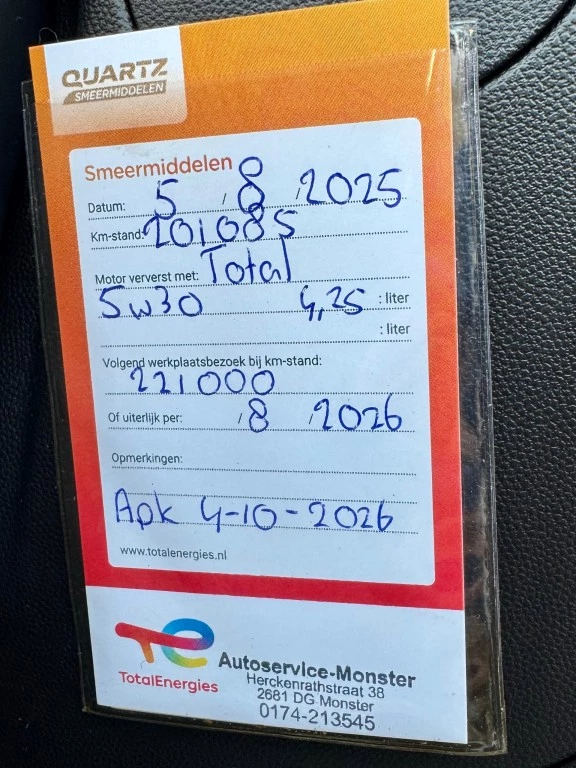 QUARTZ
SMEERMIDDELEN
Smeermiddelen
Datum: 5 / 8 / 2025
Km-stand: 201085
Motor ververst met: Total
5w30 4,25 : liter
: liter
Volgend werkplaatsbezoek bij km-stand:
221000
Of uiterlijk per: / 8 / 2026
Opmerkingen:
Apk 4-10-2026
www.totalenergies.nl
TotalEnergies
Autoservice-Monster
Herckenrathstraat 38
2681 DG Monster
0174-213545